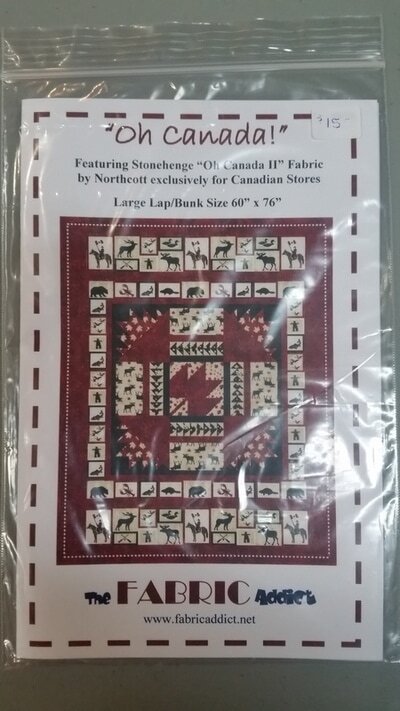 $15
"Oh Canada!"
Featuring Stonehenge "Oh Canada II" Fabric
by Northcott exclusively for Canadian Stores
Large Lap/Bunk Size 60" x 76"
The FABRIC Addict
www.fabricaddict.net